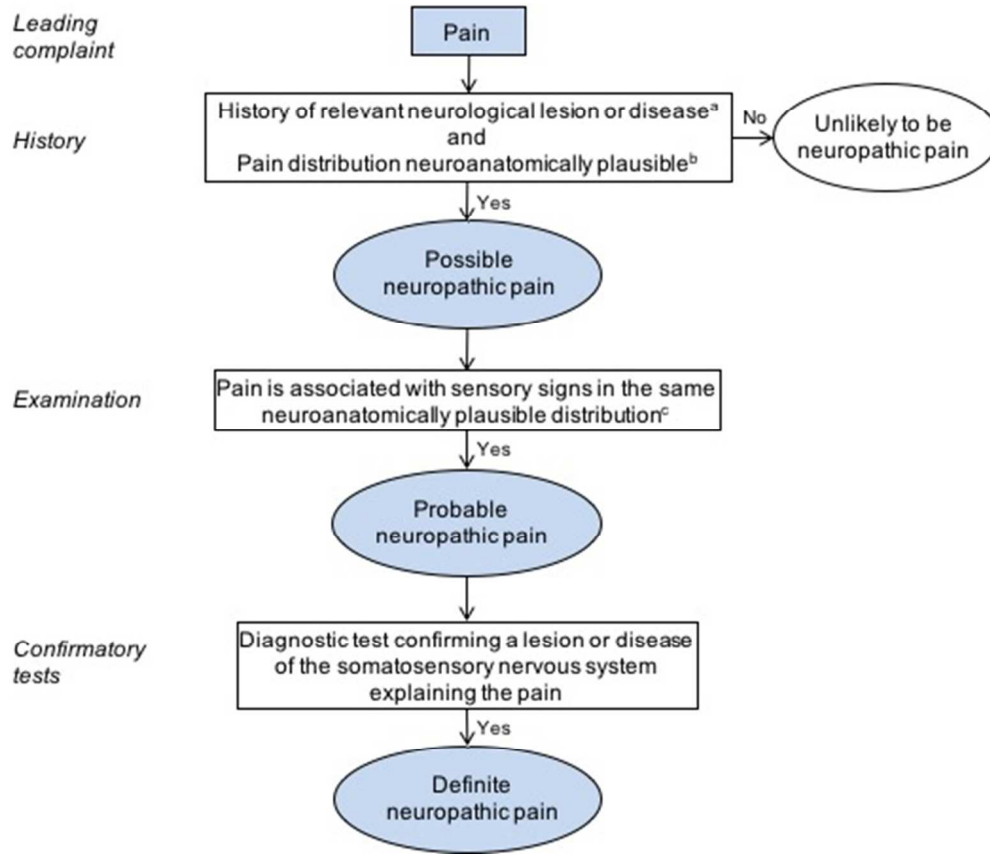 Leading
complaint
Pain
History
History of relevant neurological lesion or diseaseᵃ
and
Pain distribution neuroanatomically plausibleᵇ
No
Unlikely to be
neuropathic pain
Yes
Possible
neuropathic pain
Examination
Pain is associated with sensory signs in the same
neuroanatomically plausible distributionᶜ
Yes
Probable
neuropathic pain
Confirmatory
tests
Diagnostic test confirming a lesion or disease
of the somatosensory nervous system
explaining the pain
Yes
Definite
neuropathic pain